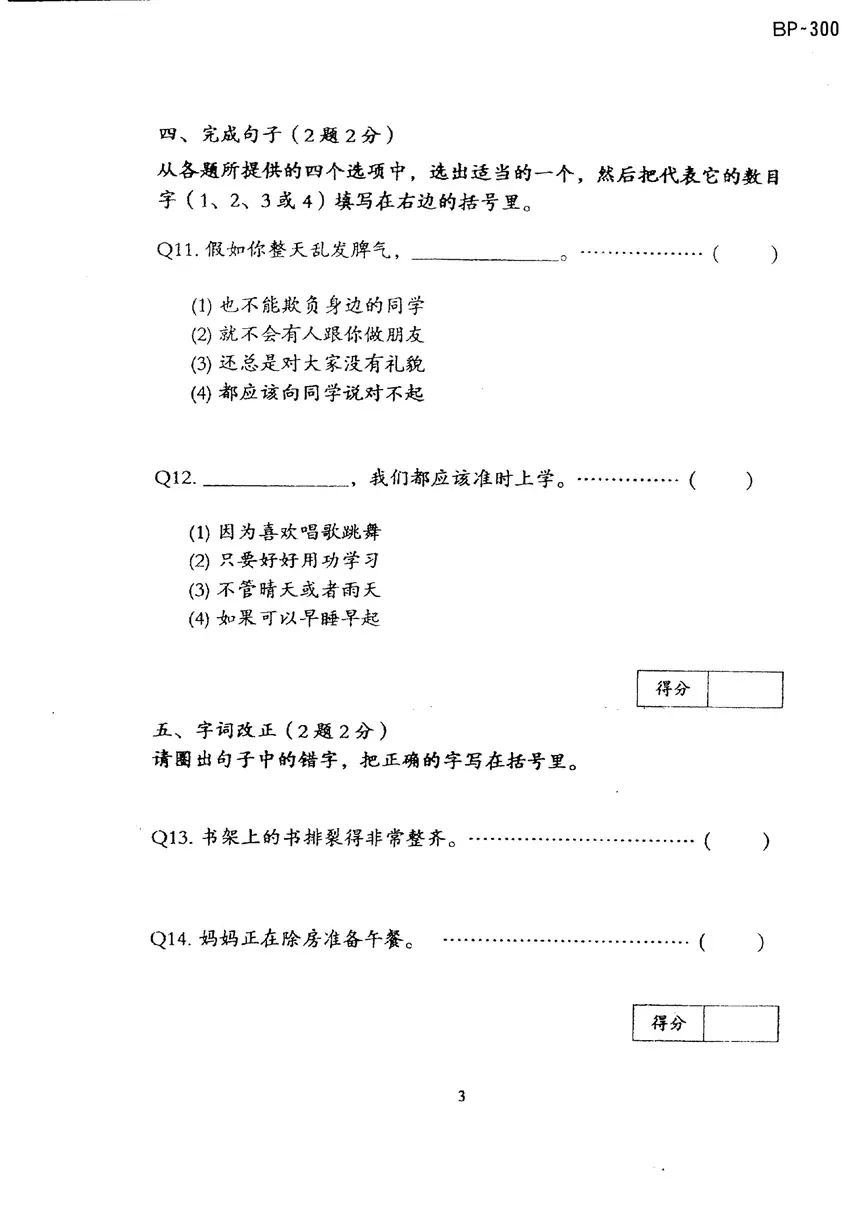 BP-300
四、完成句子（2题2分）
从各题所提供的四个选项中，选出适当的一个，然后把代表它的数目
字（1、2、3或4）填写在右边的括号里。
Q11. 假如你整天乱发脾气，______________。·················· (      )
(1) 也不能欺负身边的同学
(2) 就不会有人跟你做朋友
(3) 还总是对大家没有礼貌
(4) 都应该向同学说对不起
Q12. ______________，我们都应该准时上学。··············· (      )
(1) 因为喜欢唱歌跳舞
(2) 只要好好用功学习
(3) 不管晴天或者雨天
(4) 如果可以早睡早起
得分
五、字词改正（2题2分）
请圈出句子中的错字，把正确的字写在括号里。
Q13. 书架上的书排裂得非常整齐。································ (      )
Q14. 妈妈正在除房准备午餐。 ··································· (      )
得分
3